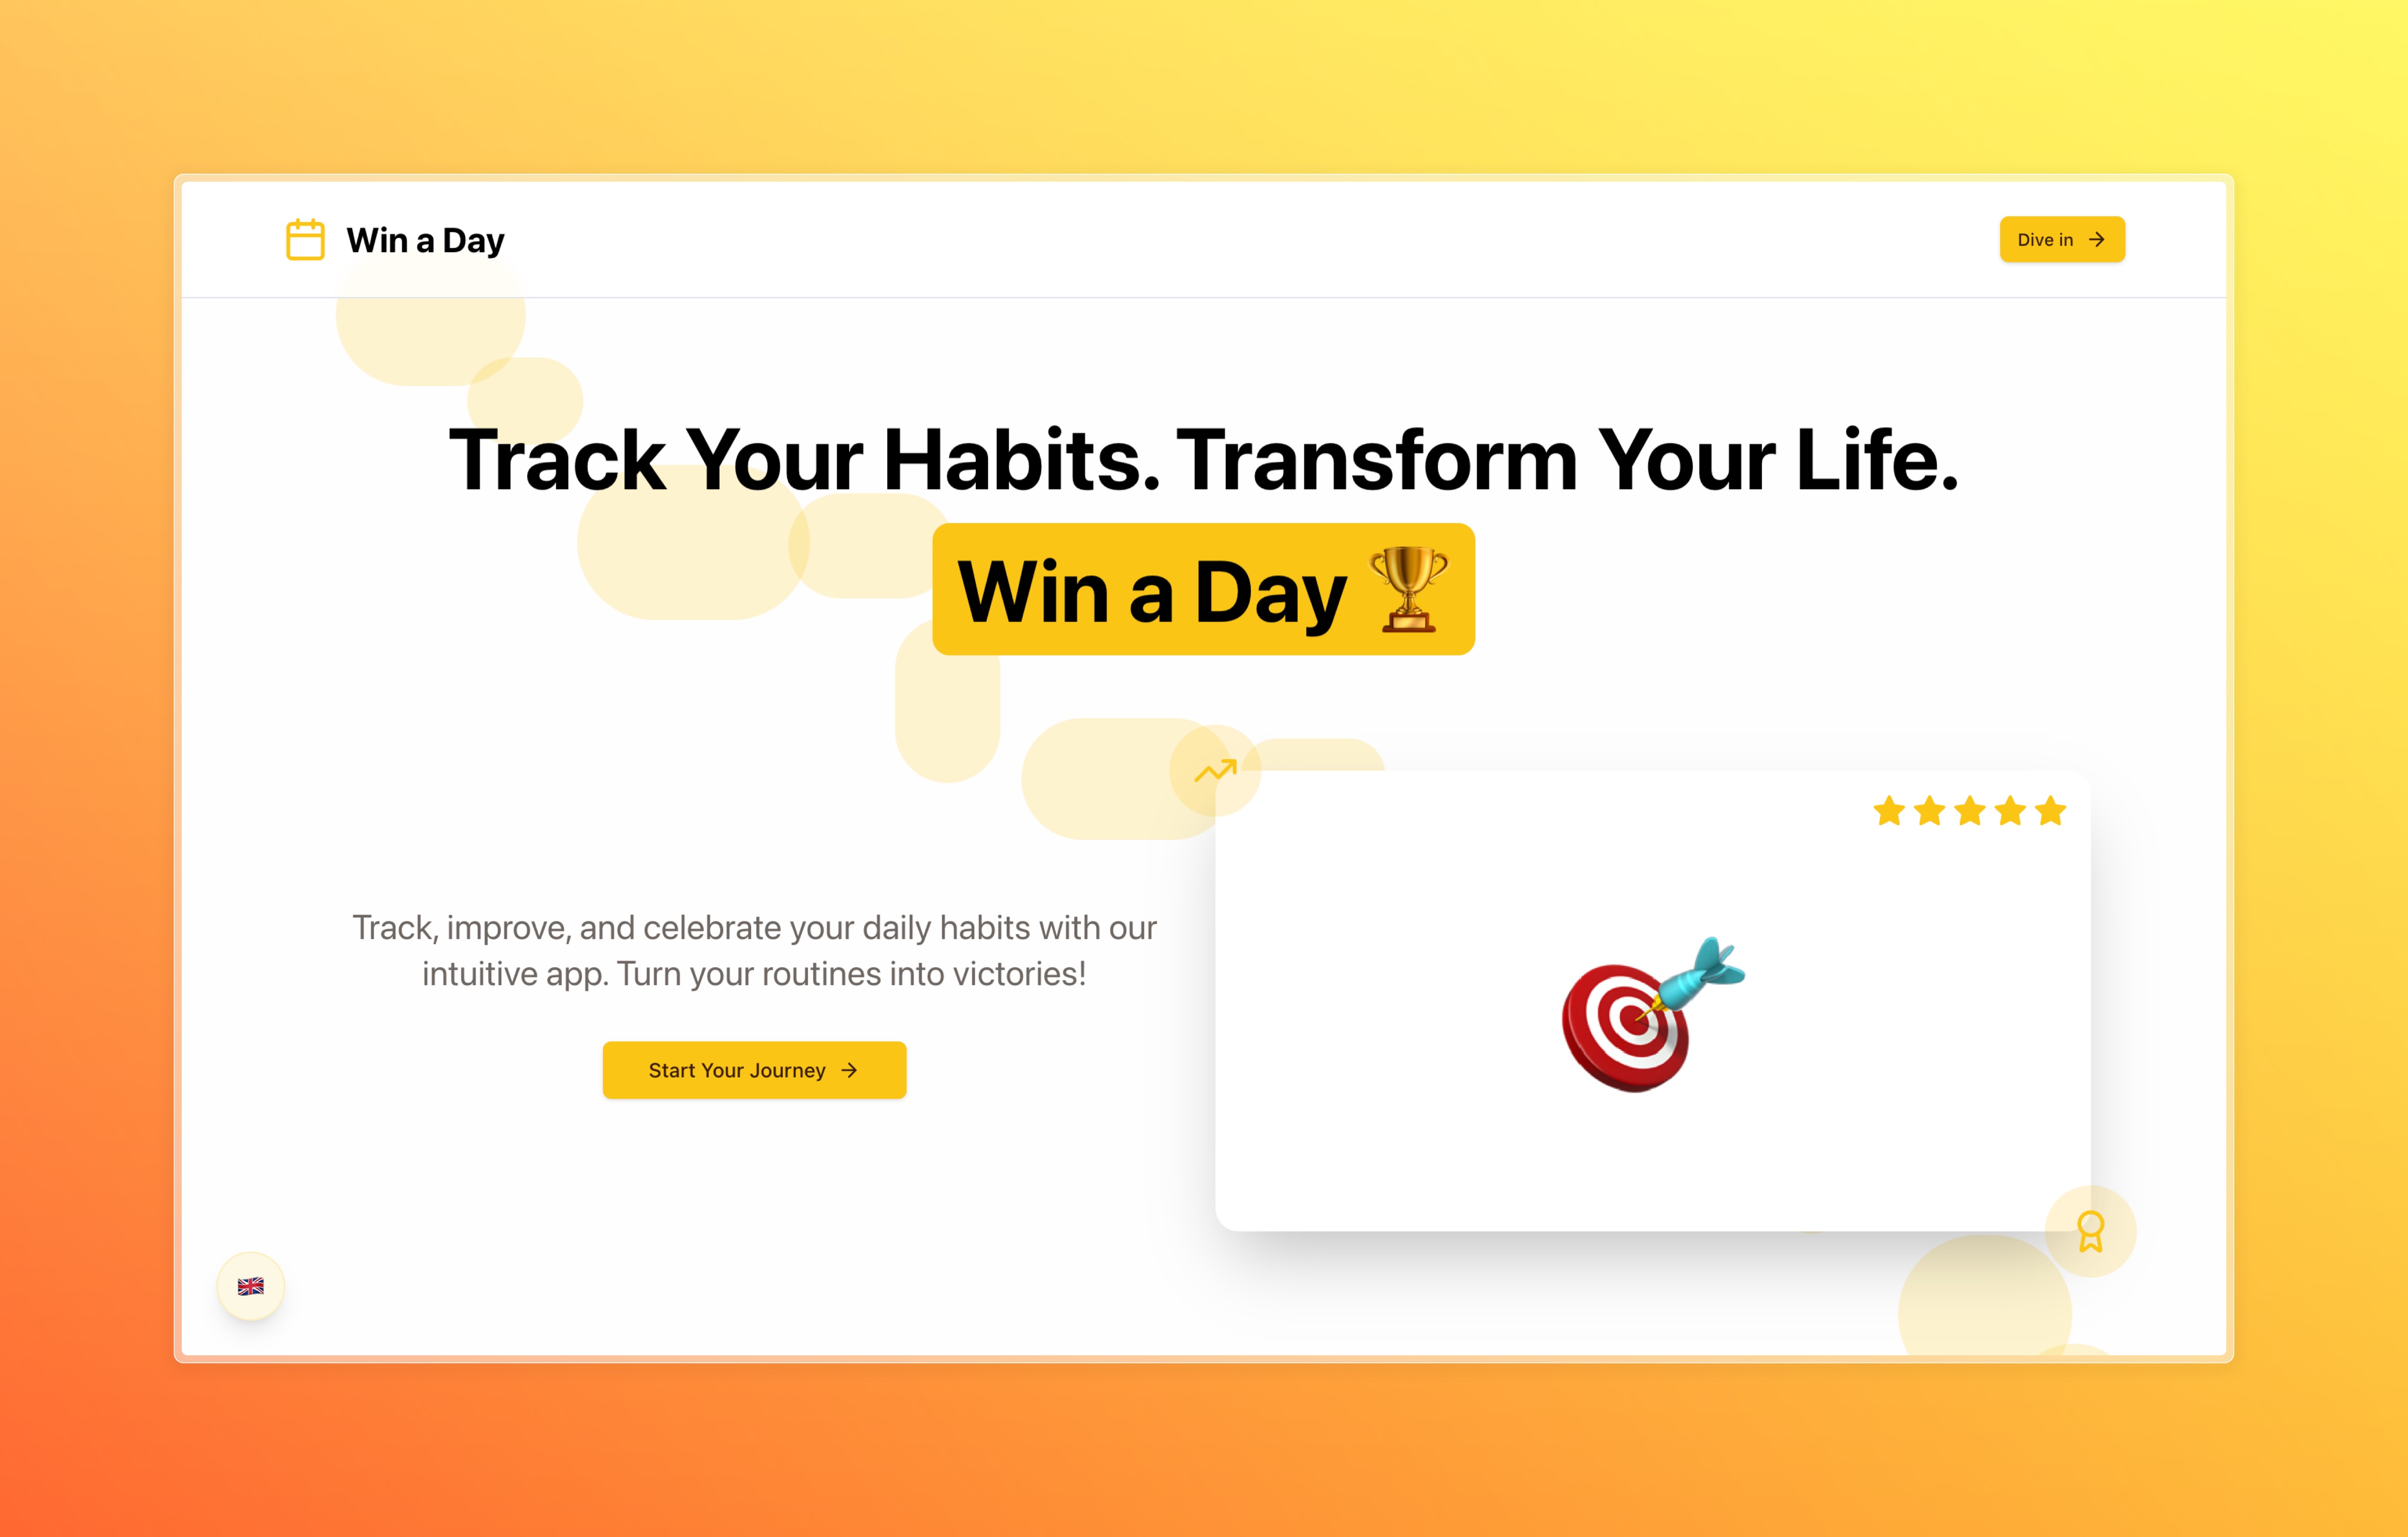 Win a Day
Dive in
Track Your Habits. Transform Your Life.
Win a Day
Track, improve, and celebrate your daily habits with our
intuitive app. Turn your routines into victories!
Start Your Journey